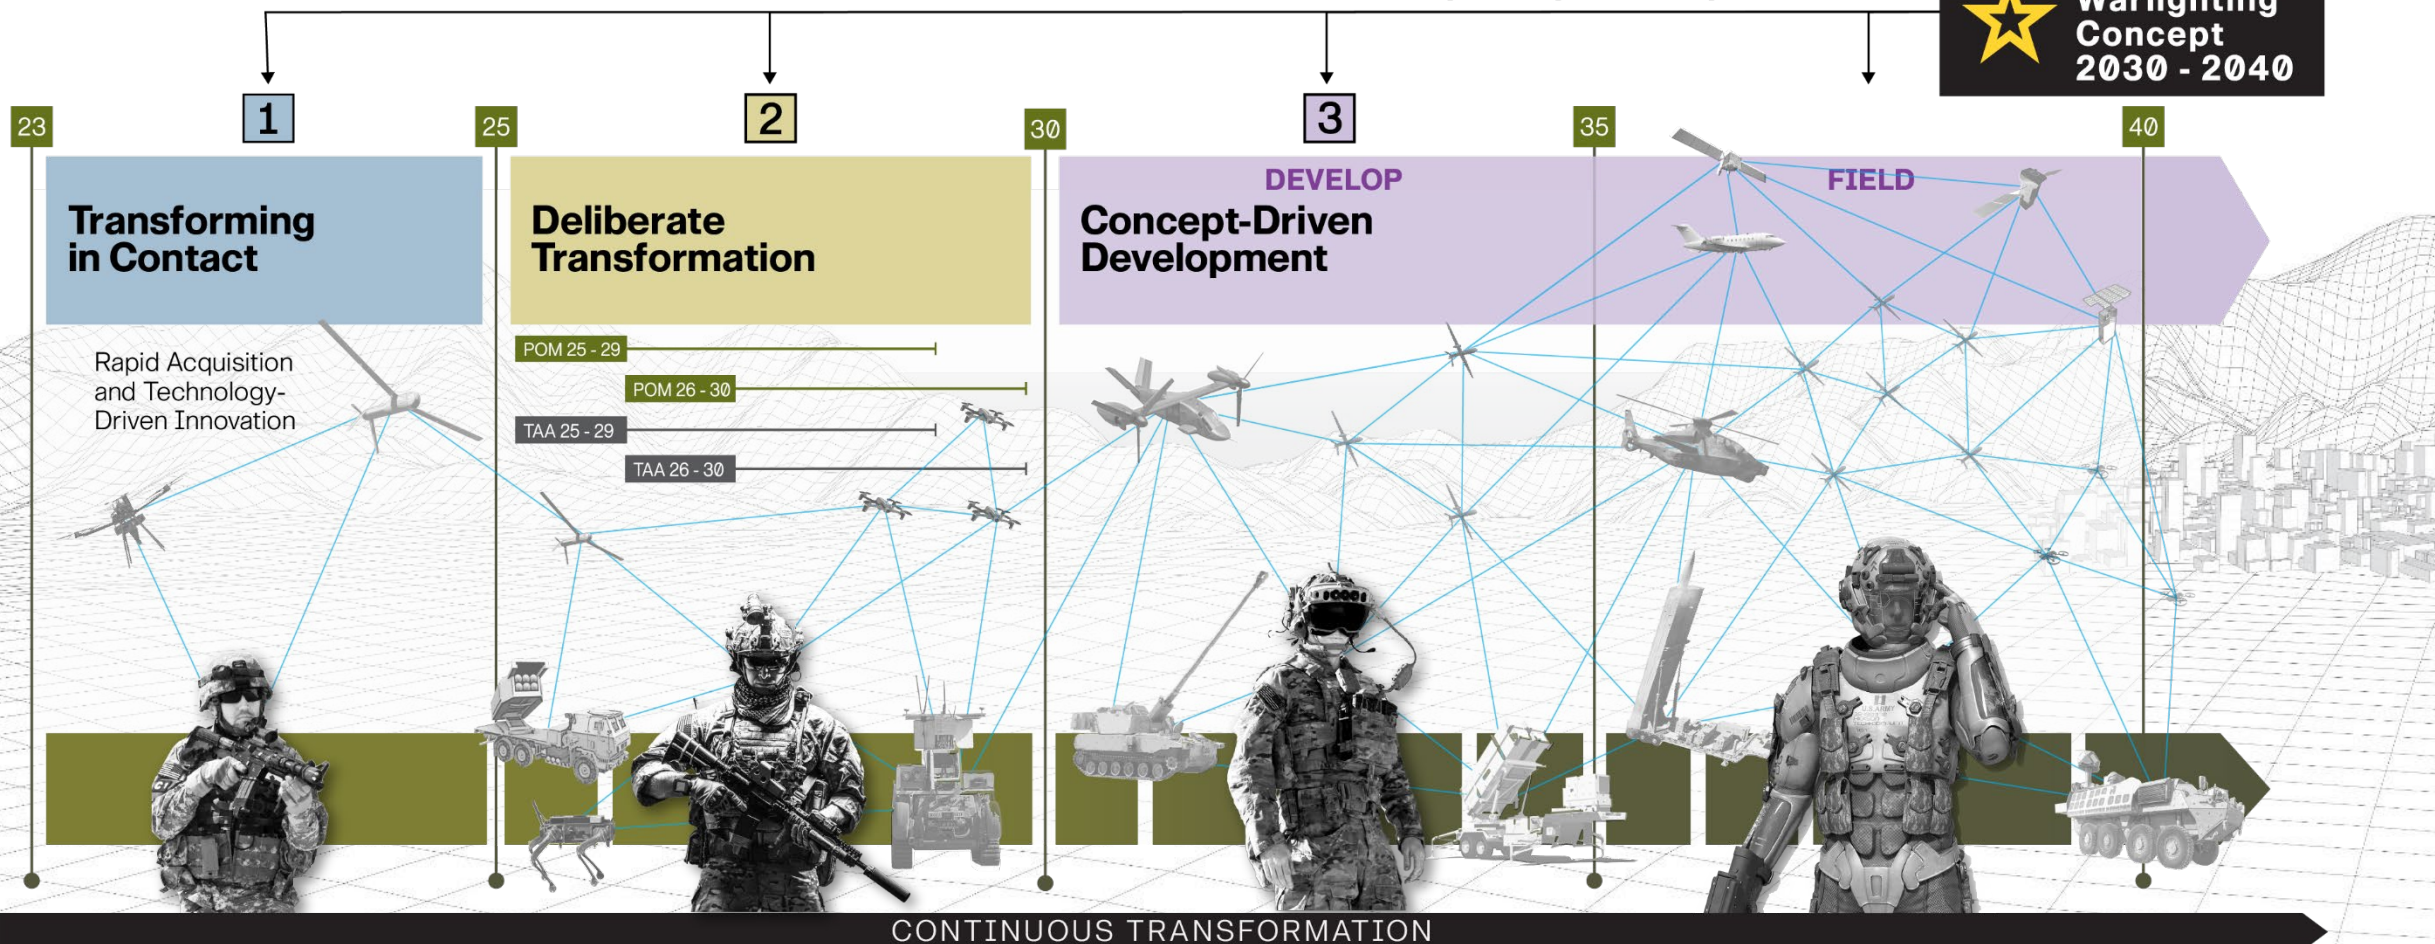 Warfighting
Concept
2030 - 2040
1
2
3
23
25
30
35
40
DEVELOP
FIELD
Transforming
in Contact
Deliberate
Transformation
Concept-Driven
Development
Rapid Acquisition
and Technology-
Driven Innovation
POM 25 - 29
POM 26 - 30
TAA 25 - 29
TAA 26 - 30
U.S. ARMY
CONTINUOUS TRANSFORMATION